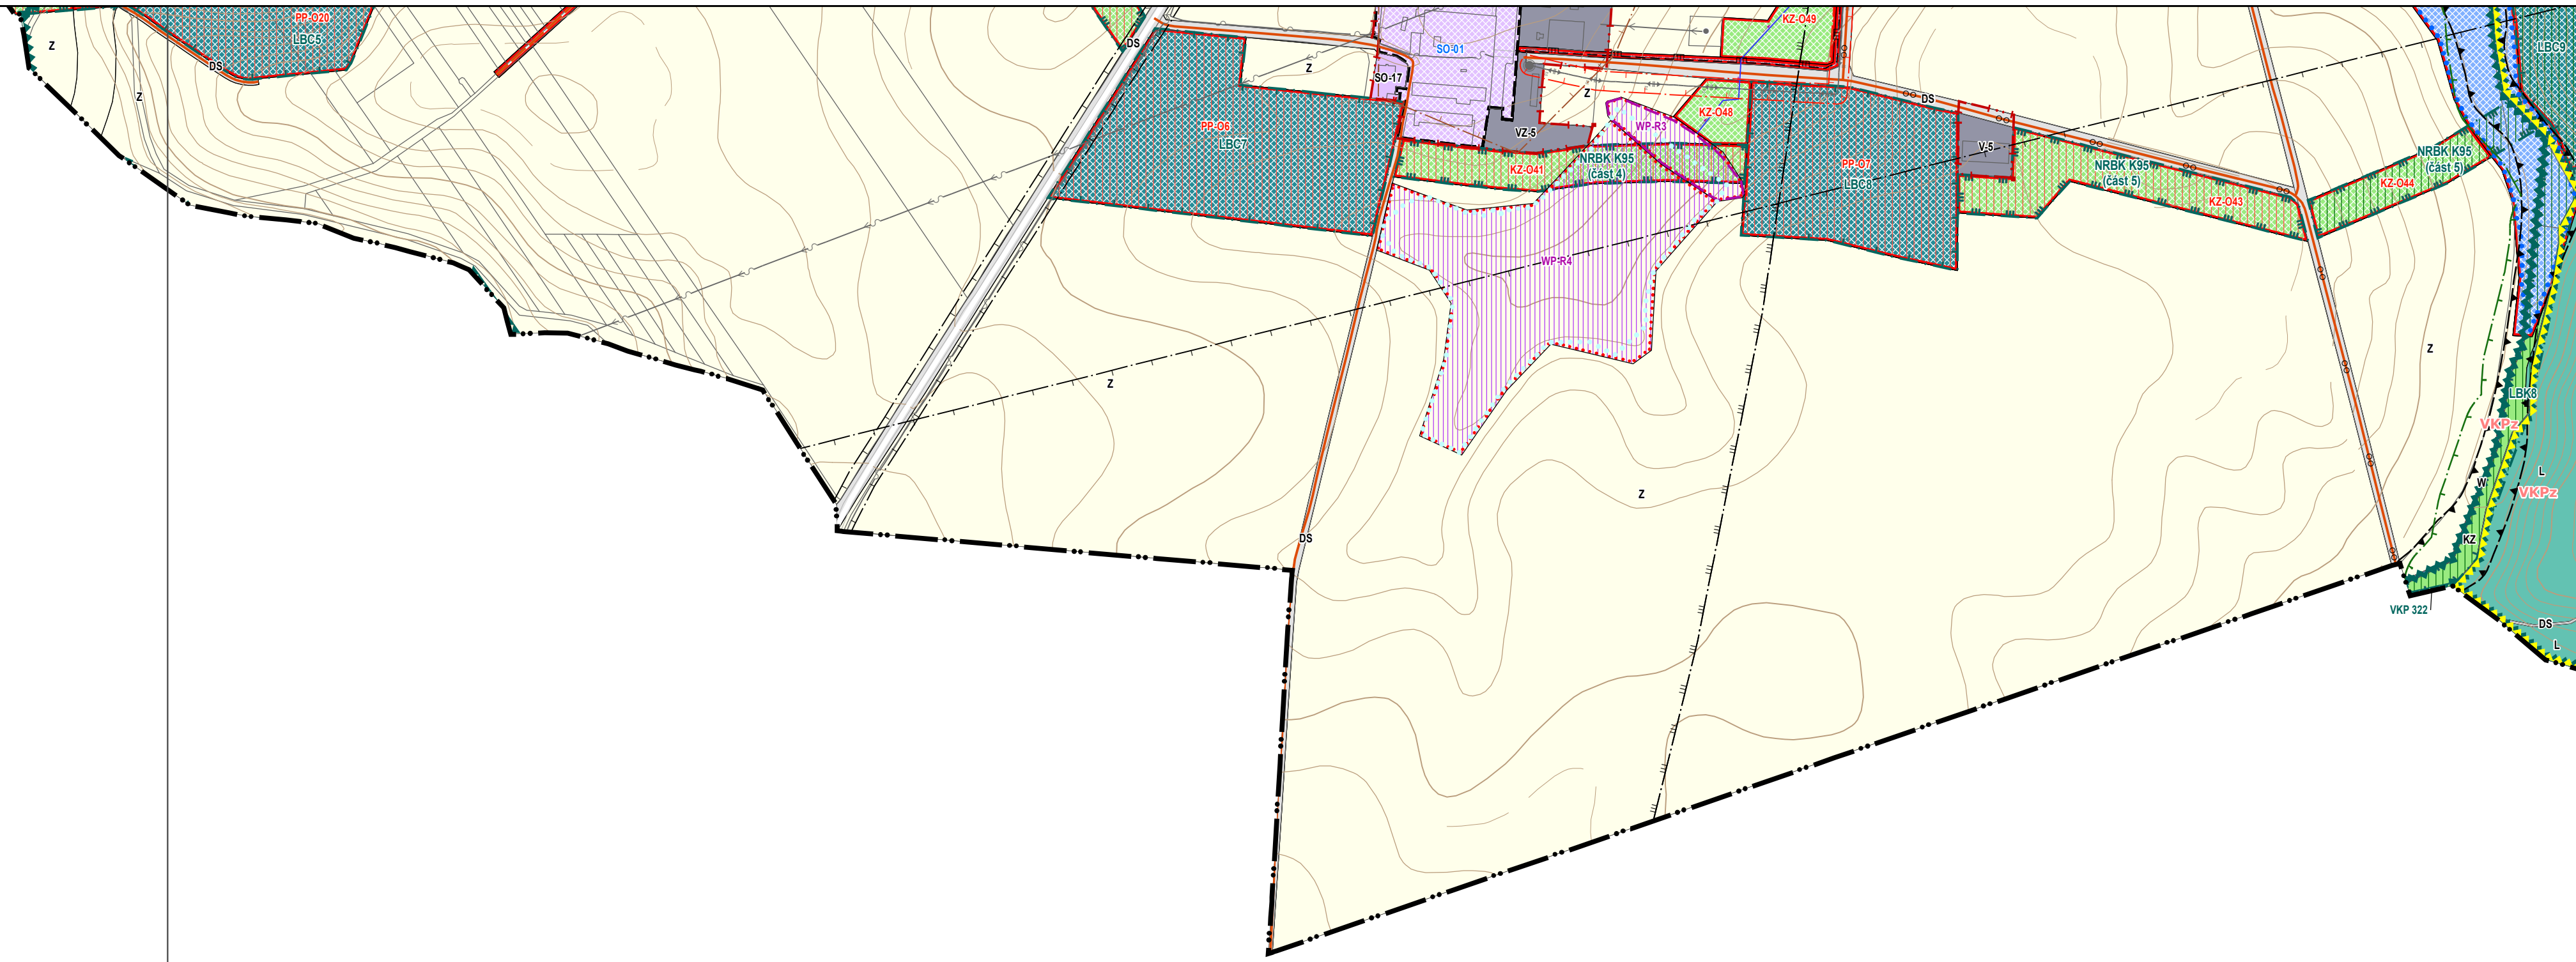 PP-O20
LBC5
Z
DS
Z
DS
Z
SO-01
SO-17
KZ-O49
Z
KZ-O48
WP-R3
VZ-5
PP-O6
LBC7
KZ-O41
NRBK K95
(část 4)
WP-R4
PP-O7
LBC8
DS
V-5
NRBK K95
(část 5)
KZ-O43
KZ-O44
NRBK K95
(část 5)
LBC9
Z
Z
Z
DS
LBK8
VKPz
L
VKPz
W
KZ
VKP 322
DS
L